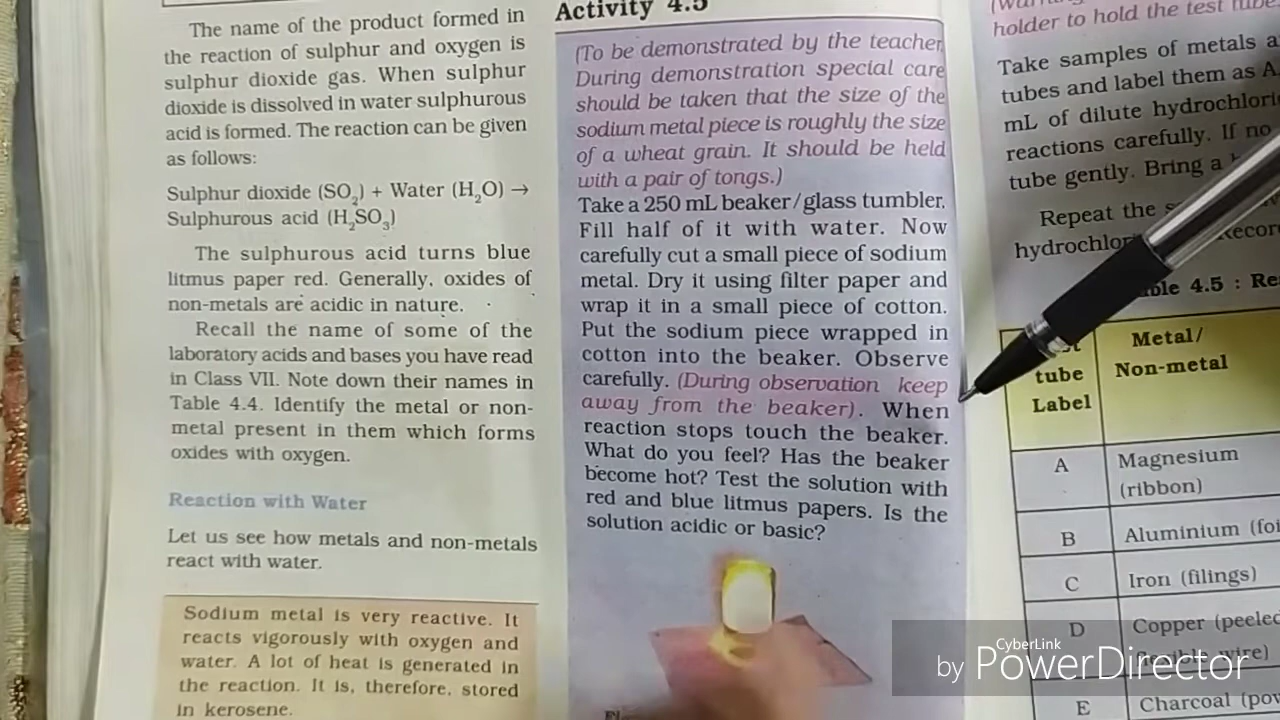 The name of the product formed in
the reaction of sulphur and oxygen is
sulphur dioxide gas. When sulphur
dioxide is dissolved in water sulphurous
acid is formed. The reaction can be given
as follows:
Sulphur dioxide (SO₂) + Water (H₂O) →
Sulphurous acid (H₂SO₃)
The sulphurous acid turns blue
litmus paper red. Generally, oxides of
non-metals are acidic in nature.
Recall the name of some of the
laboratory acids and bases you have read
in Class VII. Note down their names in
Table 4.4. Identify the metal or non-
metal present in them which forms
oxides with oxygen.
Reaction with Water
Let us see how metals and non-metals
react with water.
Sodium metal is very reactive. It
reacts vigorously with oxygen and
water. A lot of heat is generated in
the reaction. It is, therefore, stored
in kerosene.
Activity 4.5
(To be demonstrated by the teacher
During demonstration special care
should be taken that the size of the
sodium metal piece is roughly the size
of a wheat grain. It should be held
with a pair of tongs.)
Take a 250 mL beaker/glass tumbler.
Fill half of it with water. Now
carefully cut a small piece of sodium
metal. Dry it using filter paper and
wrap it in a small piece of cotton.
Put the sodium piece wrapped in
cotton into the beaker. Observe
carefully. (During observation keep
away from the beaker). When
reaction stops touch the beaker.
What do you feel? Has the beaker
become hot? Test the solution with
red and blue litmus papers. Is the
solution acidic or basic?
holder to hold the test tube
Take samples of metals
tubes and label them as A
mL of dilute
reactions carefully. If no
tube gently. Bring a
Repeat the
4.5 : Re
tube
Label
Metal/
Non-metal
A
Magnesium
(ribbon)
B
Aluminium
C
Iron (filings)
D
Copper
wire)
E
Charcoal
by CyberLink PowerDirector